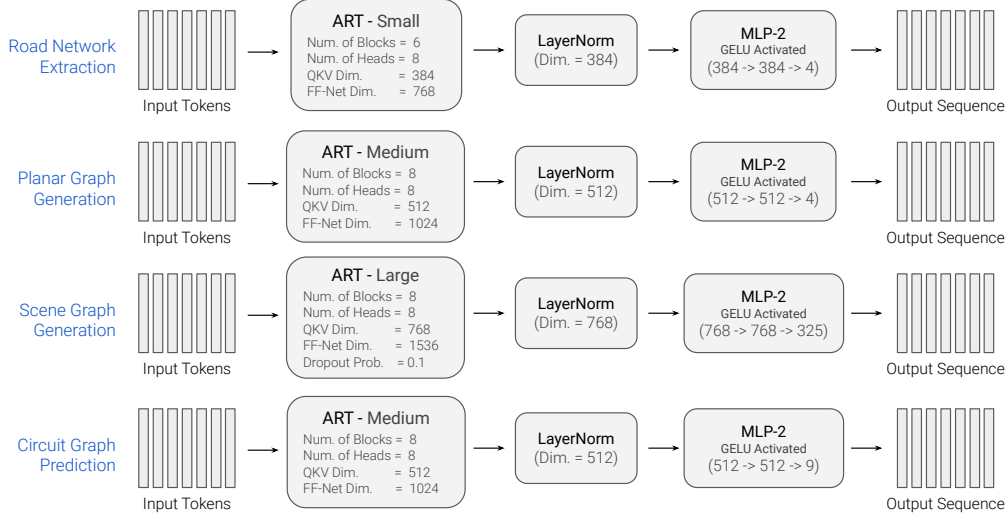 Road Network
Extraction
Input Tokens
ART - Small
Num. of Blocks = 6
Num. of Heads = 8
QKV Dim. = 384
FF-Net Dim. = 768
LayerNorm
(Dim. = 384)
MLP-2
GELU Activated
(384 -> 384 -> 4)
Output Sequence
Planar Graph
Generation
Input Tokens
ART - Medium
Num. of Blocks = 8
Num. of Heads = 8
QKV Dim. = 512
FF-Net Dim. = 1024
LayerNorm
(Dim. = 512)
MLP-2
GELU Activated
(512 -> 512 -> 4)
Output Sequence
Scene Graph
Generation
Input Tokens
ART - Large
Num. of Blocks = 8
Num. of Heads = 8
QKV Dim. = 768
FF-Net Dim. = 1536
Dropout Prob. = 0.1
LayerNorm
(Dim. = 768)
MLP-2
GELU Activated
(768 -> 768 -> 325)
Output Sequence
Circuit Graph
Prediction
Input Tokens
ART - Medium
Num. of Blocks = 8
Num. of Heads = 8
QKV Dim. = 512
FF-Net Dim. = 1024
LayerNorm
(Dim. = 512)
MLP-2
GELU Activated
(512 -> 512 -> 9)
Output Sequence